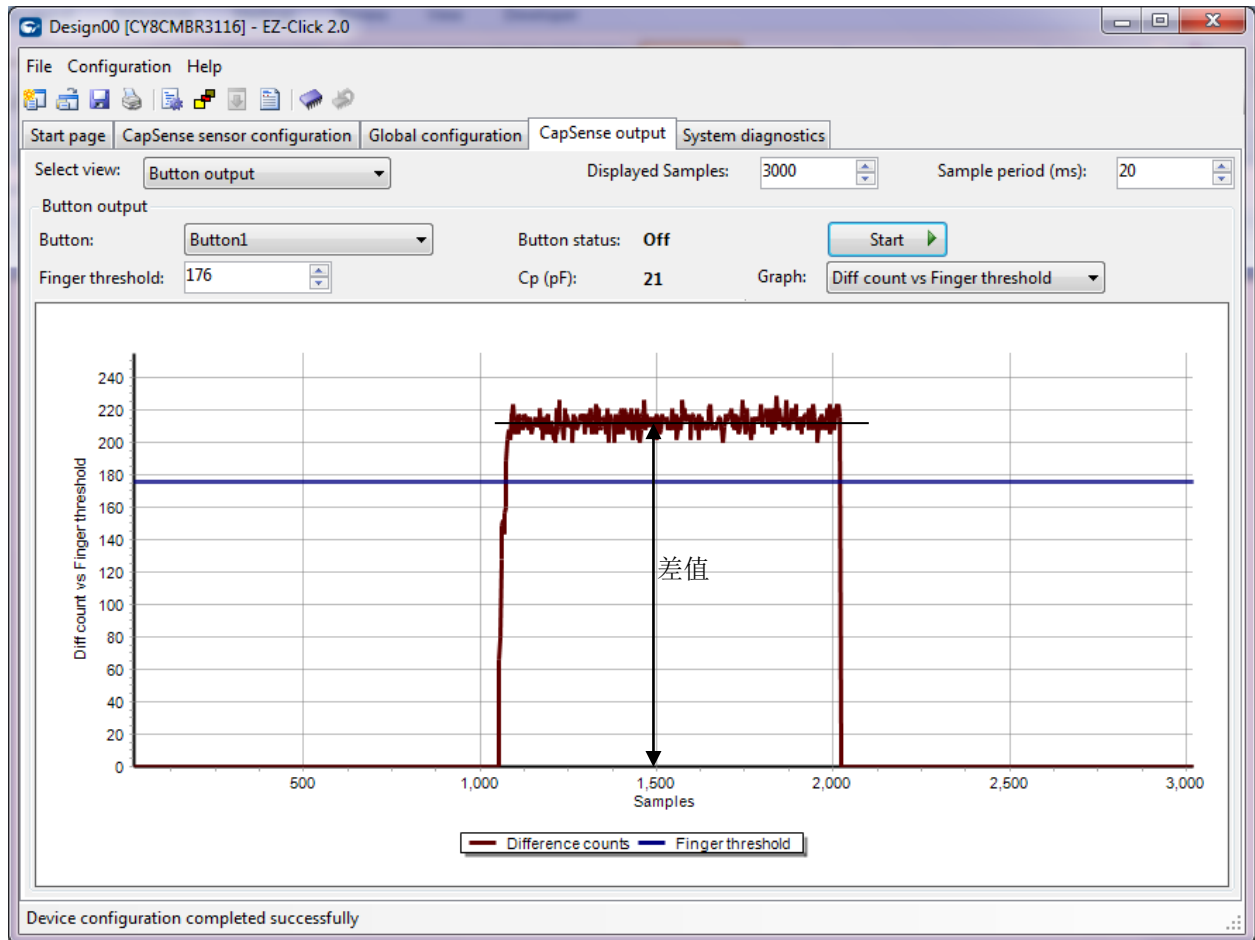 Design00 [CY8CMBR3116] - EZ-Click 2.0
File Configuration Help
Start page CapSense sensor configuration Global configuration CapSense output System diagnostics
Select view: Button output Displayed Samples: 3000 Sample period (ms): 20
Button output
Button: Button1 Button status: Off Start
Finger threshold: 176 Cp (pF): 21 Graph: Diff count vs Finger threshold
Diff count vs Finger threshold
240
220
200
180
160
140
120
100
80
60
40
20
0
差值
500 1,000 1,500 2,000 2,500 3,000
Samples
Difference counts Finger threshold
Device configuration completed successfully